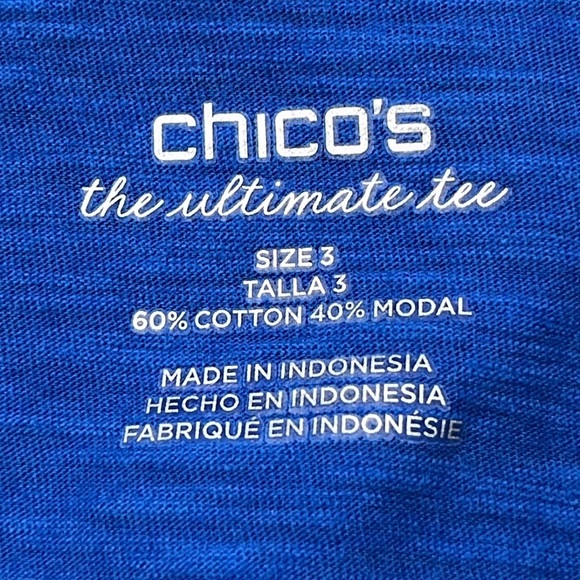 chico's
the ultimate tee
SIZE 3
TALLA 3
60% COTTON 40% MODAL
MADE IN INDONESIA
HECHO EN INDONESIA
FABRIQUÉ EN INDONÉSIE